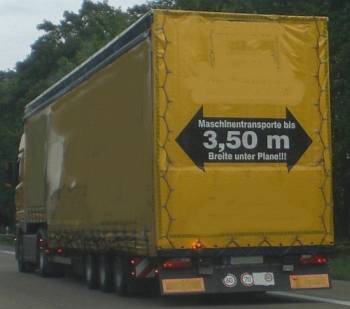 Maschinentransporte bis
3,50 m
Breite unter Plane!!!